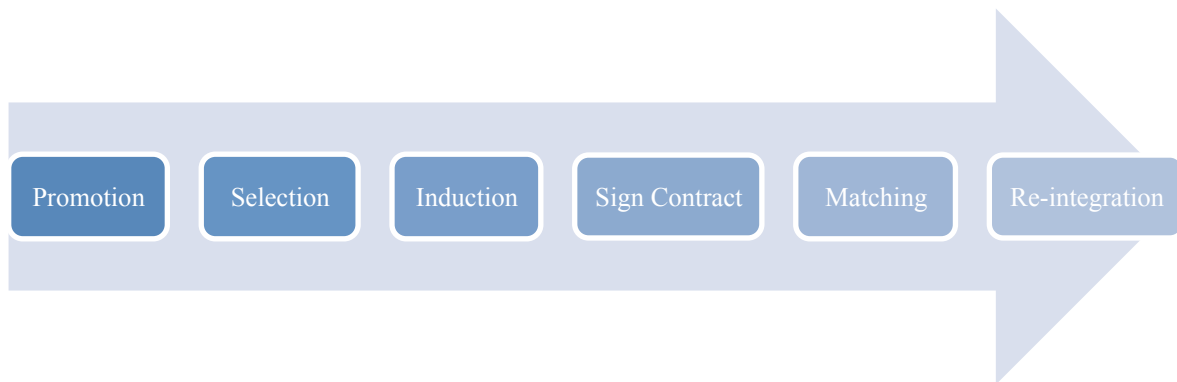 Promotion
Selection
Induction
Sign Contract
Matching
Re-integration